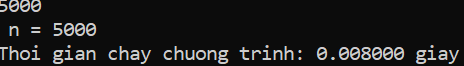 5000
n = 5000
Thoi gian chay chuong trinh: 0.008000 giay